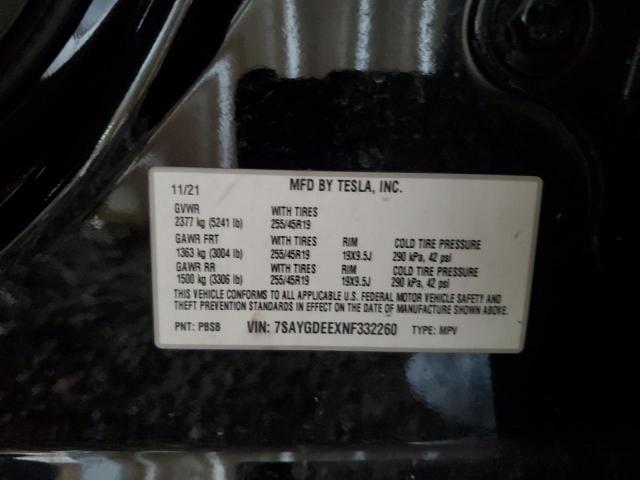 11/21 MFD BY TESLA, INC.
GVWR WITH TIRES
2377 kg (5241 lb) 255/45R19
GAWR FRT WITH TIRES RIM COLD TIRE PRESSURE
1363 kg (3004 lb) 255/45R19 19X9.5J 290 kPa, 42 psi
GAWR RR WITH TIRES RIM COLD TIRE PRESSURE
1500 kg (3306 lb) 255/45R19 19X9.5J 290 kPa, 42 psi
THIS VEHICLE CONFORMS TO ALL APPLICABLE U.S. FEDERAL MOTOR VEHICLE SAFETY AND
THEFT PREVENTION STANDARDS IN EFFECT ON THE DATE OF MANUFACTURE SHOWN ABOVE.
PNT: PBSB VIN: 7SAYGDEEXNF332260 TYPE: MPV